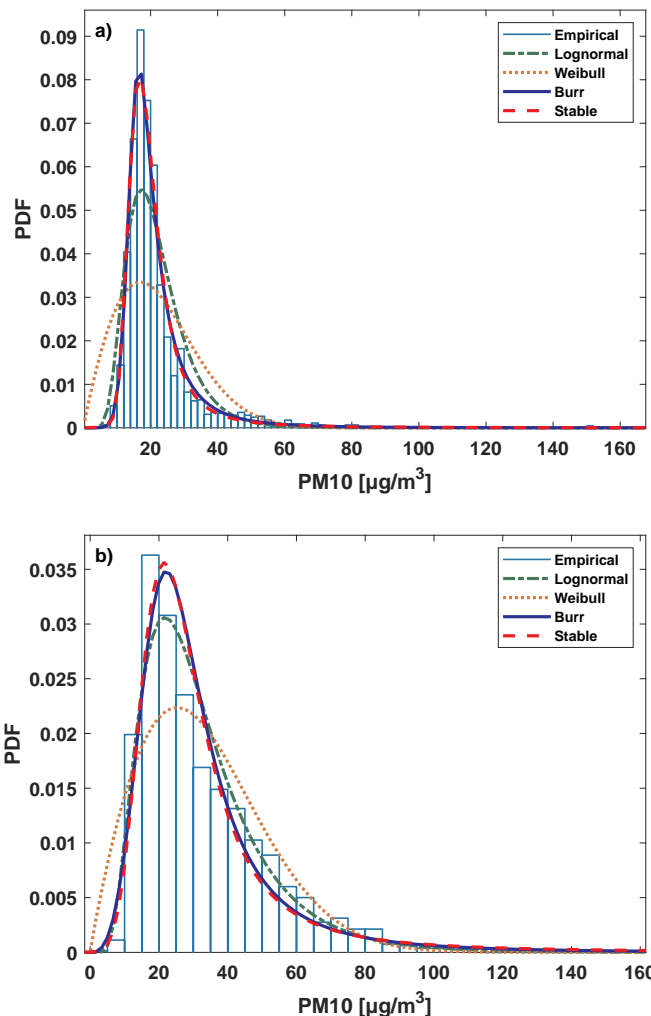 a)
0.09
0.08
0.07
0.06
0.05
0.04
0.03
0.02
0.01
0
PDF
Empirical
Lognormal
Weibull
Burr
Stable
20 40 60 80 100 120 140 160
PM10 [µg/m³]
b)
0.035
0.03
0.025
0.02
0.015
0.01
0.005
0
PDF
Empirical
Lognormal
Weibull
Burr
Stable
0 20 40 60 80 100 120 140 160
PM10 [µg/m³]